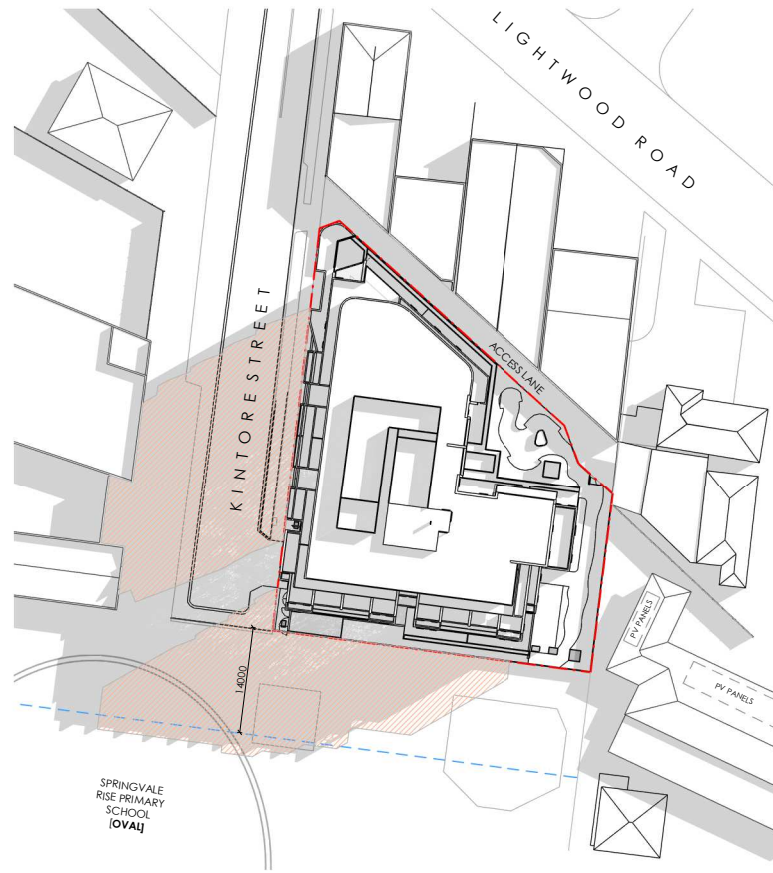 LIGHTWOOD ROAD
KINTORE STREET
ACCESS LANE
PV PANELS
PV PANELS
14000
SPRINGVALE
RISE PRIMARY
SCHOOL
[OVAL]